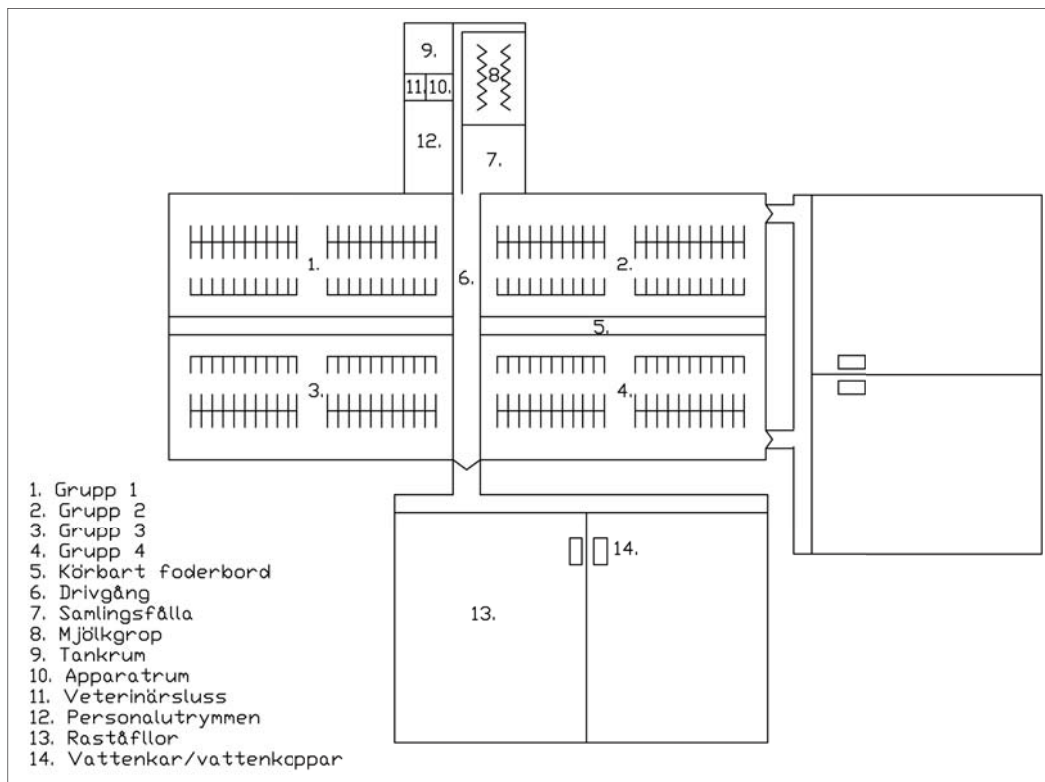 9.
11. 10.
8.
12.
7.
1.
6.
2.
5.
3.
4.
14.
13.
1. Grupp 1
2. Grupp 2
3. Grupp 3
4. Grupp 4
5. Körbart foderbord
6. Drivgång
7. Samlingsfålla
8. Mjölkgrop
9. Tankrum
10. Apparatrum
11. Veterinärsluss
12. Personalutrymmen
13. Raståfllor
14. Vattenkar/vattenkoppar